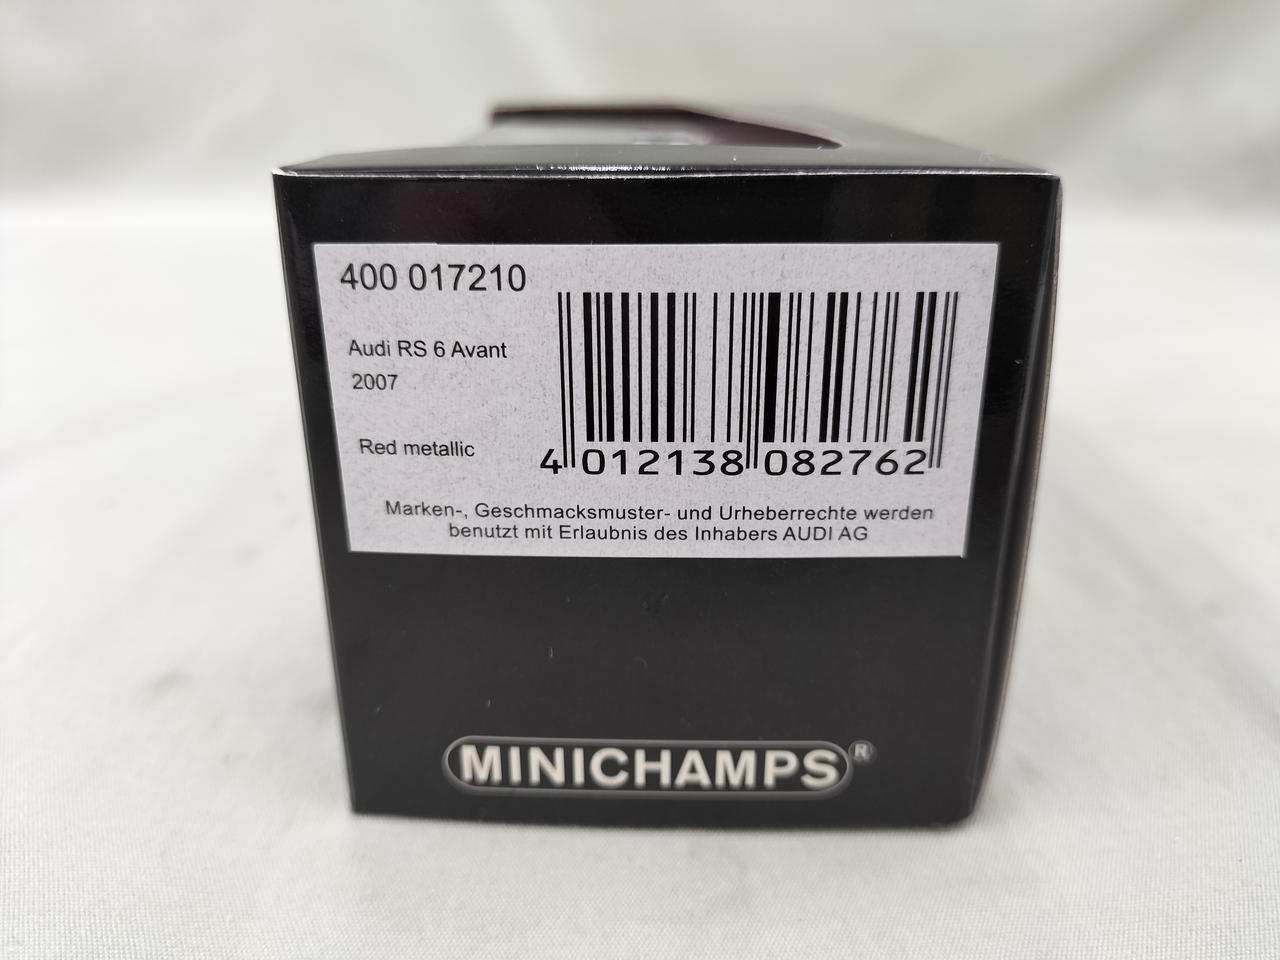 400 017210
Audi RS 6 Avant
2007
Red metallic
4 012138 082762
Marken-, Geschmacksmuster- und Urheberrechte werden
benutzt mit Erlaubnis des Inhabers AUDI AG
MINICHAMPS®